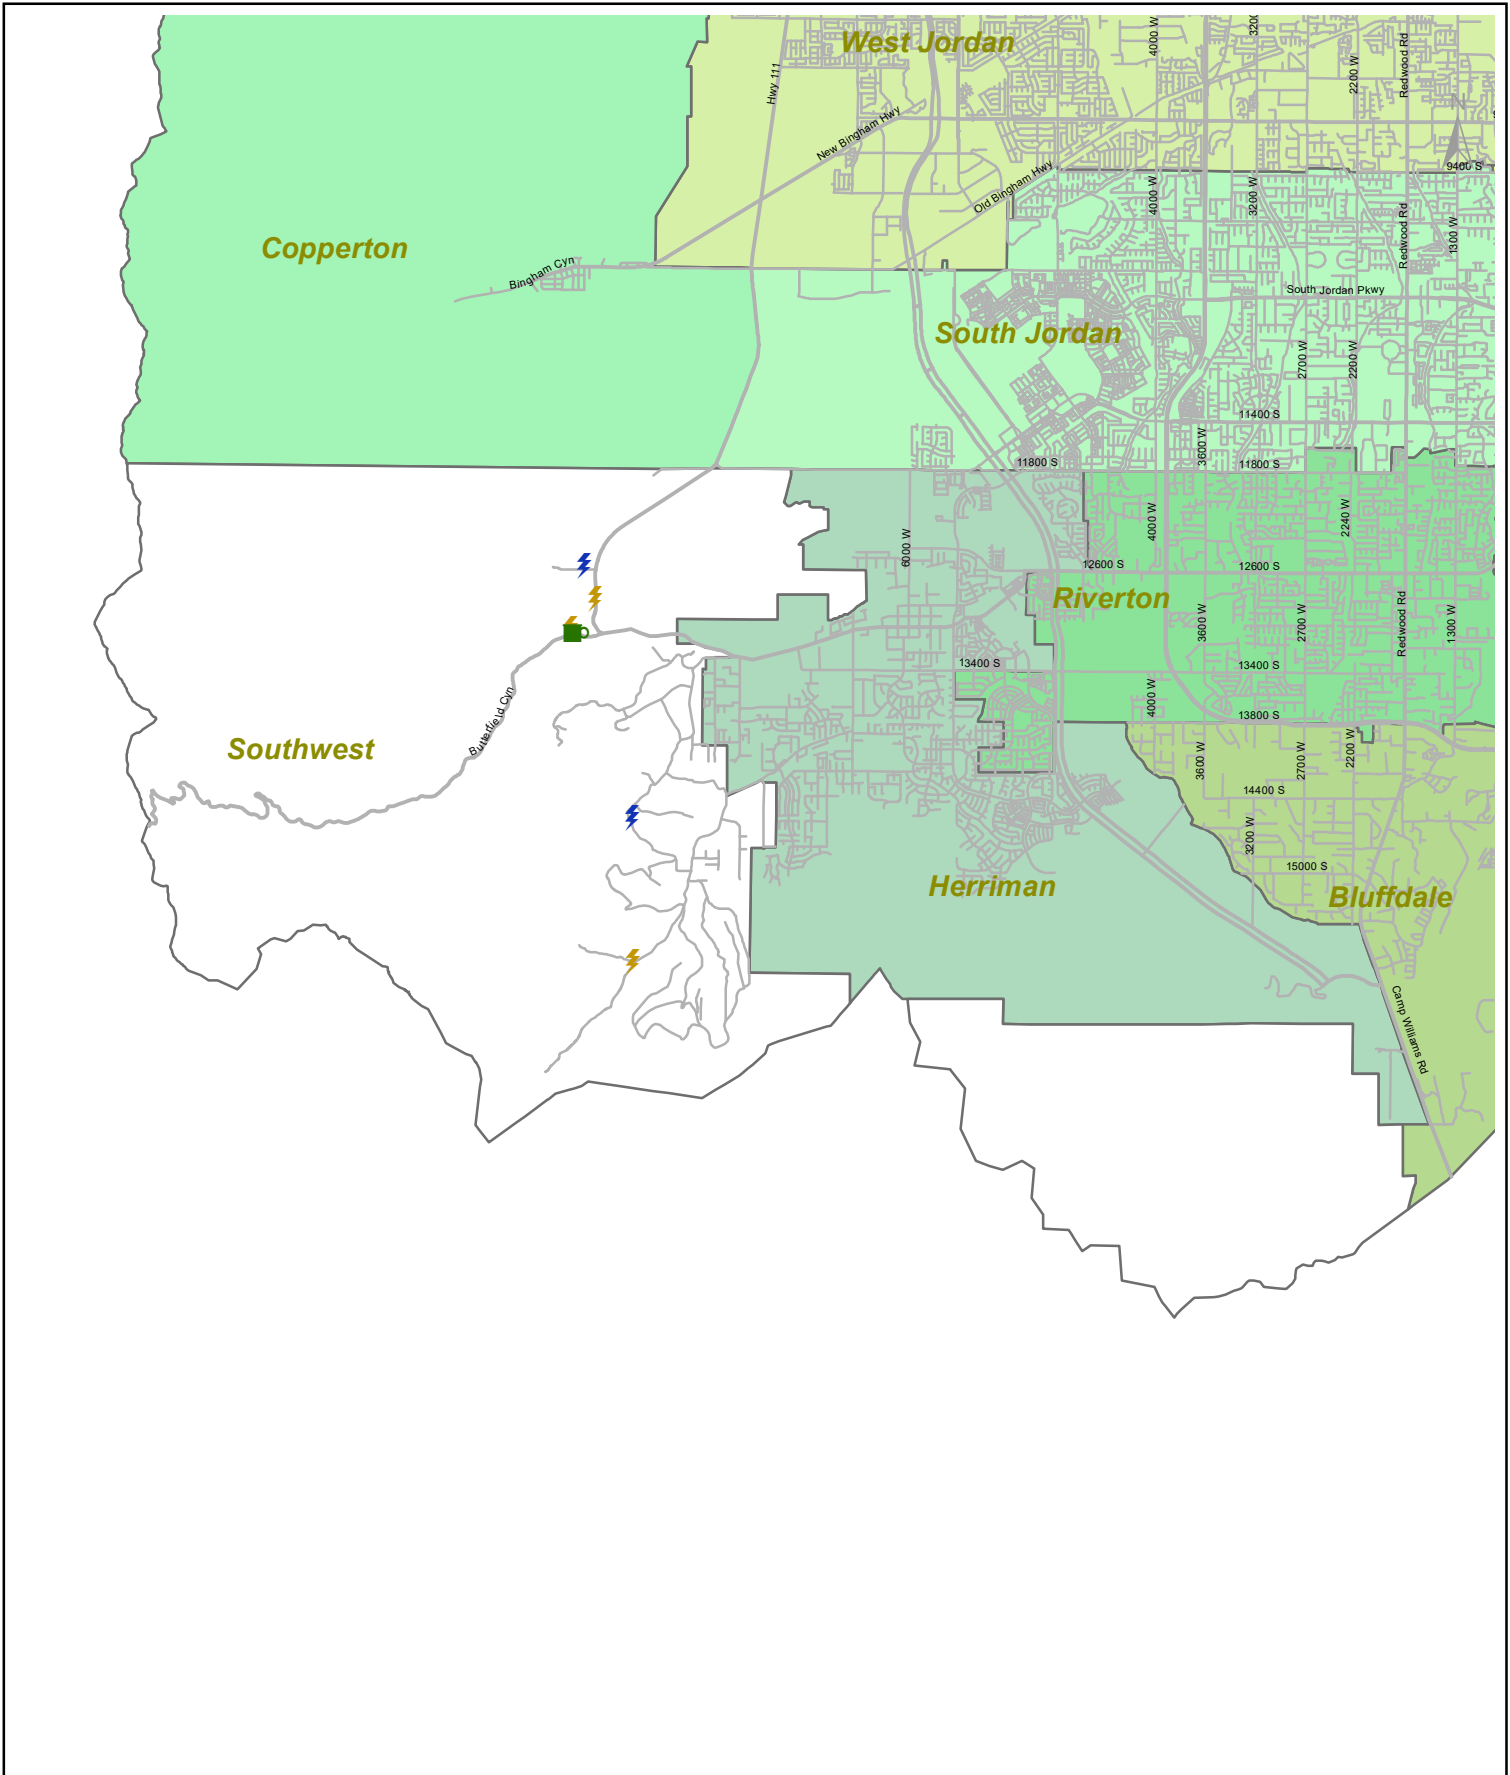 West Jordan
4000 W
2200 W
Redwood Rd
Hwy 111
New Bingham Hwy
9400 S
Old Bingham Hwy
4000 W
3200 W
Redwood Rd
1300 W
Copperton
Bingham Cyn
South Jordan Pkwy
South Jordan
2700 W
2200 W
11400 S
3600 W
11800 S
11800 S
4000 W
2240 W
6000 W
12600 S
12600 S
Riverton
3600 W
2700 W
Redwood Rd
1300 W
13400 S
13400 S
4000 W
13800 S
Butterfield Cyn
Southwest
3600 W
2700 W
2200 W
14400 S
3200 W
15000 S
Herriman
Bluffdale
Camp Williams Rd